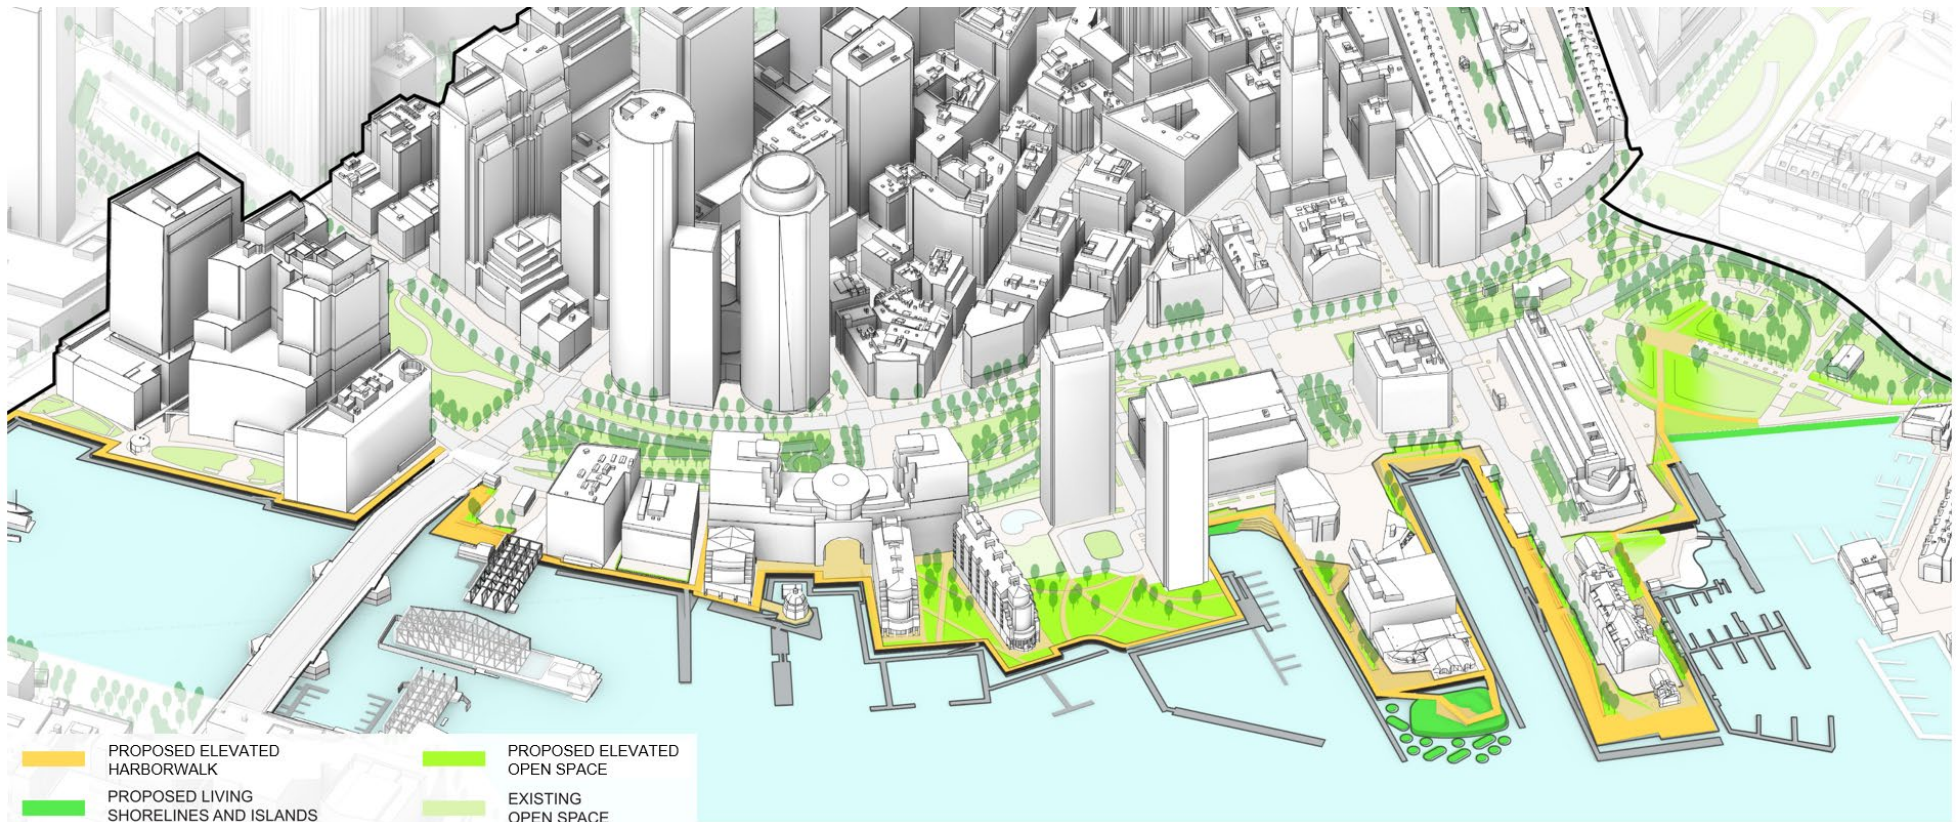 PROPOSED ELEVATED
HARBORWALK
PROPOSED LIVING
SHORELINES AND ISLANDS
PROPOSED ELEVATED
OPEN SPACE
EXISTING
OPEN SPACE